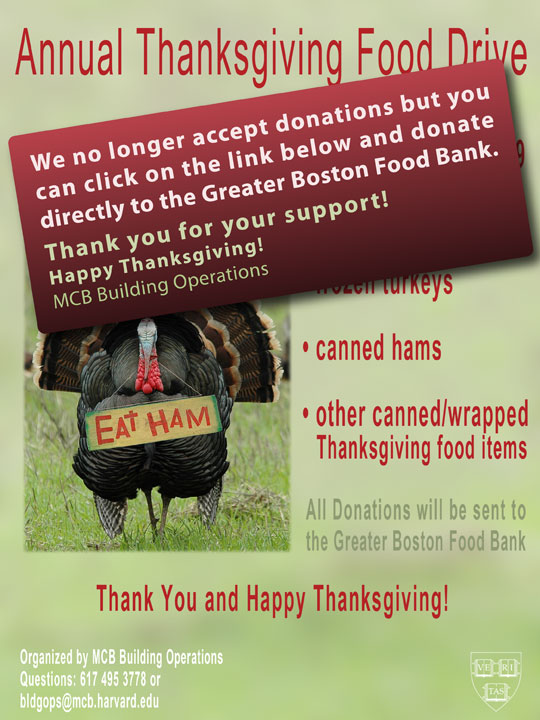 Annual Thanksgiving Food Drive
We no longer accept donations but you
can click on the link below and donate
directly to the Greater Boston Food Bank.
Thank you for your support!
Happy Thanksgiving!
MCB Building Operations
9
• frozen turkeys
• canned hams
• other canned/wrapped
Thanksgiving food items
EAT HAM
All Donations will be sent to
the Greater Boston Food Bank
Thank You and Happy Thanksgiving!
Organized by MCB Building Operations
Questions: 617 495 3778 or
bldgops@mcb.harvard.edu
VE RI
TAS